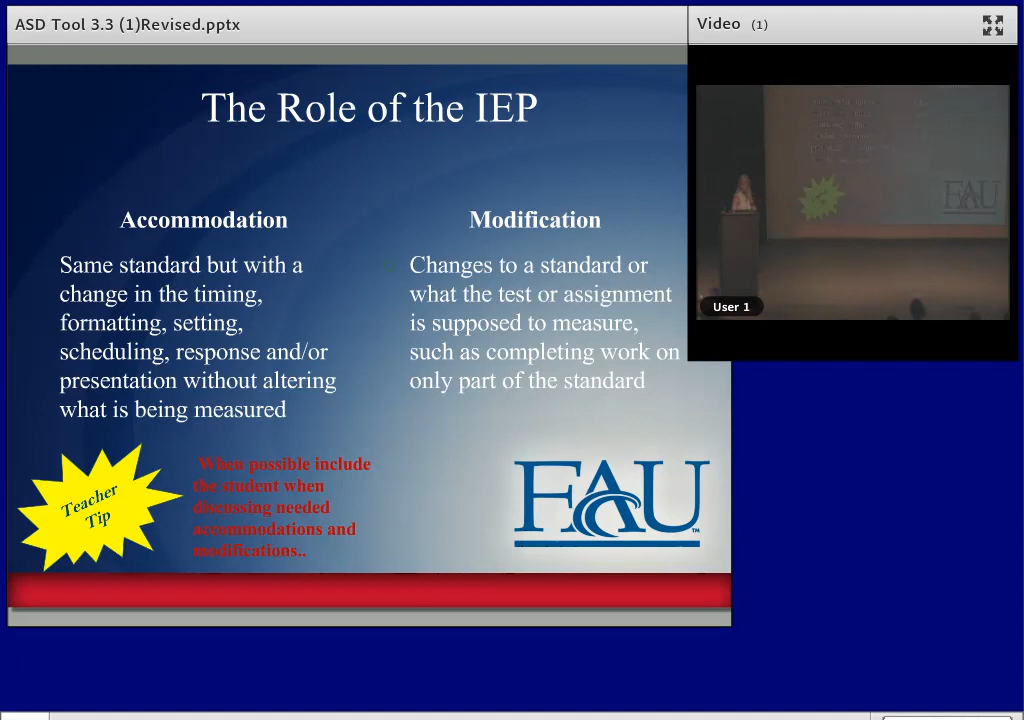 ASD Tool 3.3 (1)Revised.pptx
Video (1)
The Role of the IEP
Accommodation
Same standard but with a
change in the timing,
formatting, setting,
scheduling, response and/or
presentation without altering
what is being measured
Modification
Changes to a standard or
what the test or assignment
is supposed to measure,
such as completing work on
only part of the standard
Teacher
Tip
When possible include
the student when
discussing needed
accommodations and
modifications..
FAU
TM
FAU
User 1